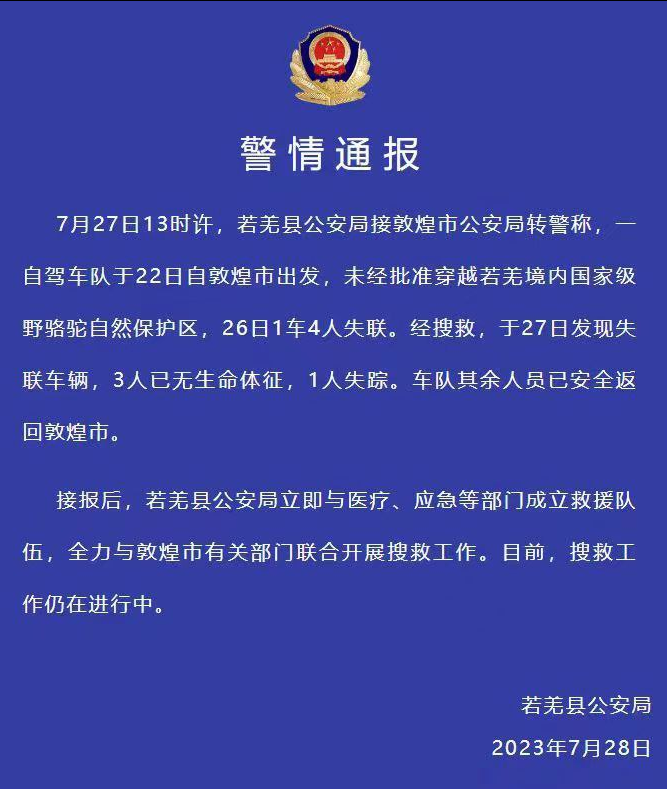 警情通报
7月27日13时许，若羌县公安局接敦煌市公安局转警称，一
自驾车队于22日自敦煌市出发，未经批准穿越若羌境内国家级
野骆驼自然保护区，26日1车4人失联。经搜救，于27日发现失
联车辆，3人已无生命体征，1人失踪。车队其余人员已安全返
回敦煌市。
接报后，若羌县公安局立即与医疗、应急等部门成立救援队
伍，全力与敦煌市有关部门联合开展搜救工作。目前，搜救工
作仍在进行中。
若羌县公安局
2023年7月28日